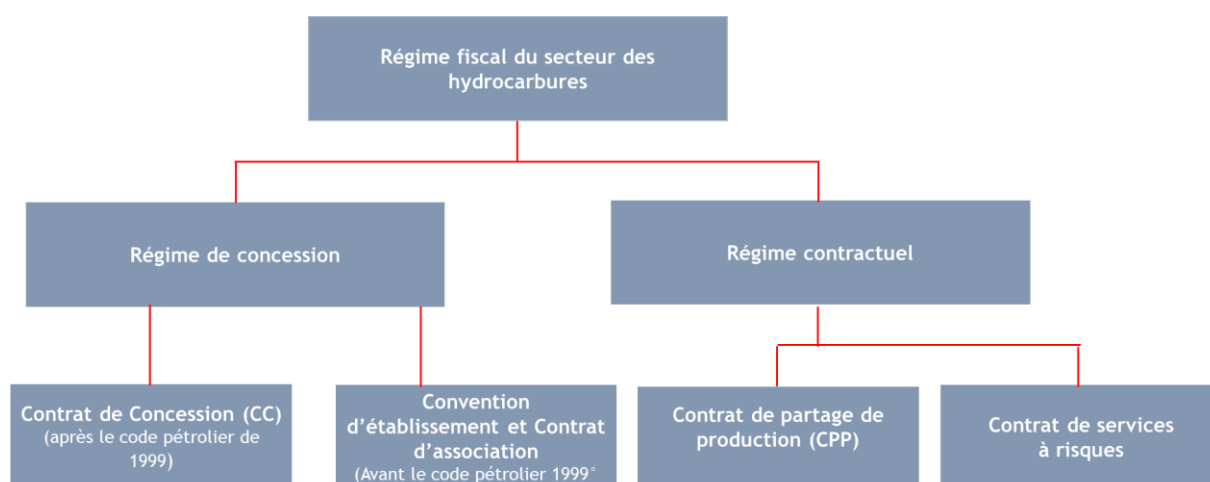 Régime fiscal du secteur des
hydrocarbures
Régime de concession
Régime contractuel
Contrat de Concession (CC)
(après le code pétrolier de
1999)
Convention
d'établissement et Contrat
d'association
(Avant le code pétrolier 1999°
Contrat de partage de
production (CPP)
Contrat de services
à risques